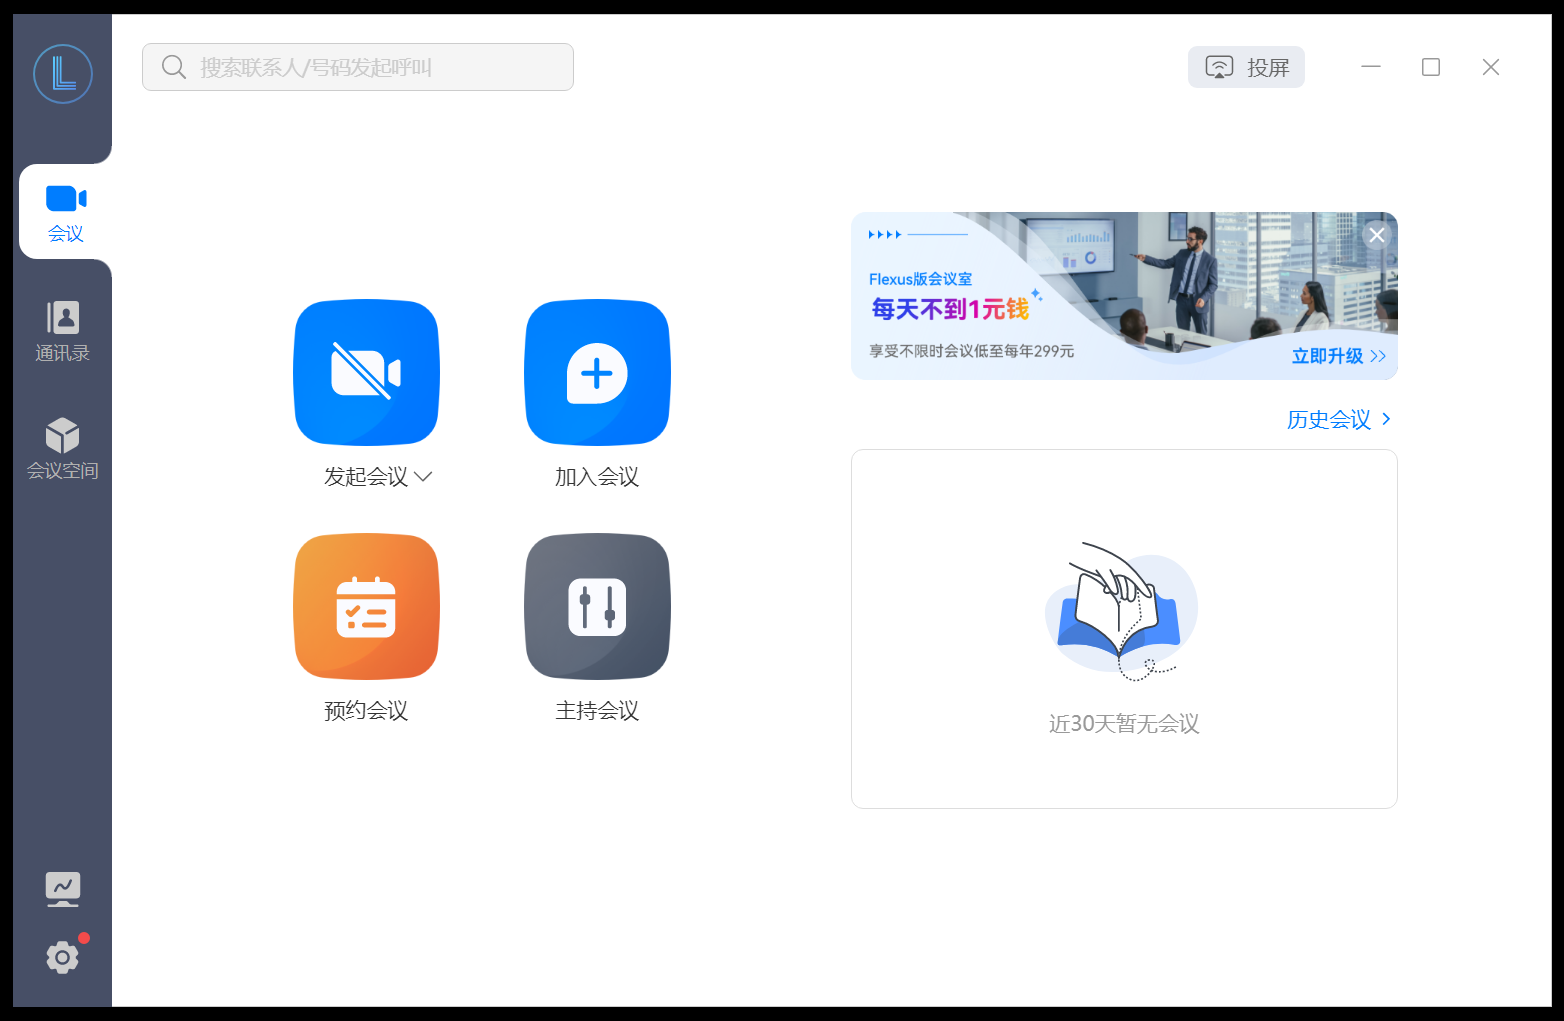 搜索联系人/号码发起呼叫
投屏
会议
通讯录
会议空间
发起会议
加入会议
预约会议
主持会议
Flexus版会议室
每天不到1元钱
享受不限时会议低至每年299元
立即升级
历史会议
近30天暂无会议